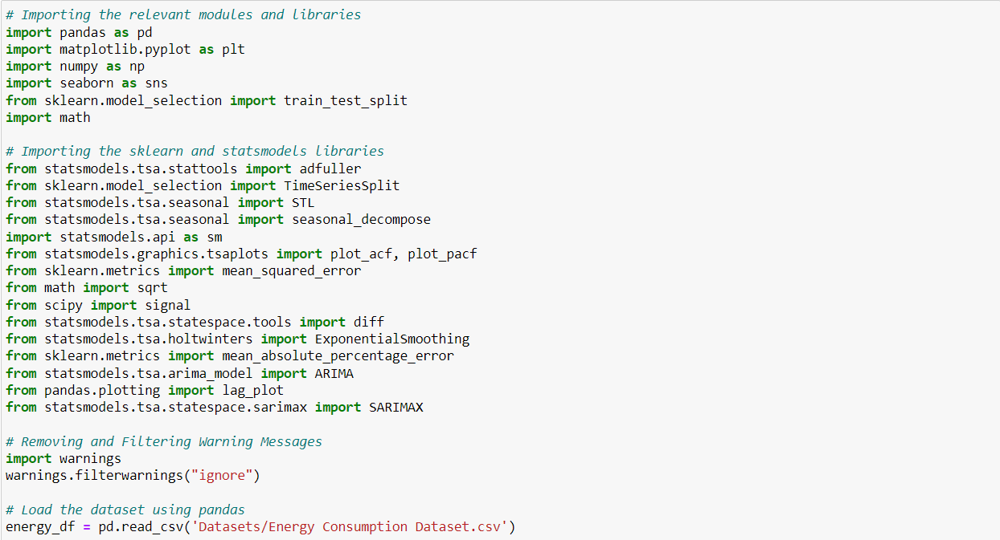 # Importing the relevant modules and libraries
import pandas as pd
import matplotlib.pyplot as plt
import numpy as np
import seaborn as sns
from sklearn.model_selection import train_test_split
import math

# Importing the sklearn and statsmodels libraries
from statsmodels.tsa.stattools import adfuller
from sklearn.model_selection import TimeSeriesSplit
from statsmodels.tsa.seasonal import STL
from statsmodels.tsa.seasonal import seasonal_decompose
import statsmodels.api as sm
from statsmodels.graphics.tsaplots import plot_acf, plot_pacf
from sklearn.metrics import mean_squared_error
from math import sqrt
from scipy import signal
from statsmodels.tsa.statespace.tools import diff
from statsmodels.tsa.holtwinters import ExponentialSmoothing
from sklearn.metrics import mean_absolute_percentage_error
from statsmodels.tsa.arima_model import ARIMA
from pandas.plotting import lag_plot
from statsmodels.tsa.statespace.sarimax import SARIMAX

# Removing and Filtering Warning Messages
import warnings
warnings.filterwarnings("ignore")

# Load the dataset using pandas
energy_df = pd.read_csv('Datasets/Energy Consumption Dataset.csv')